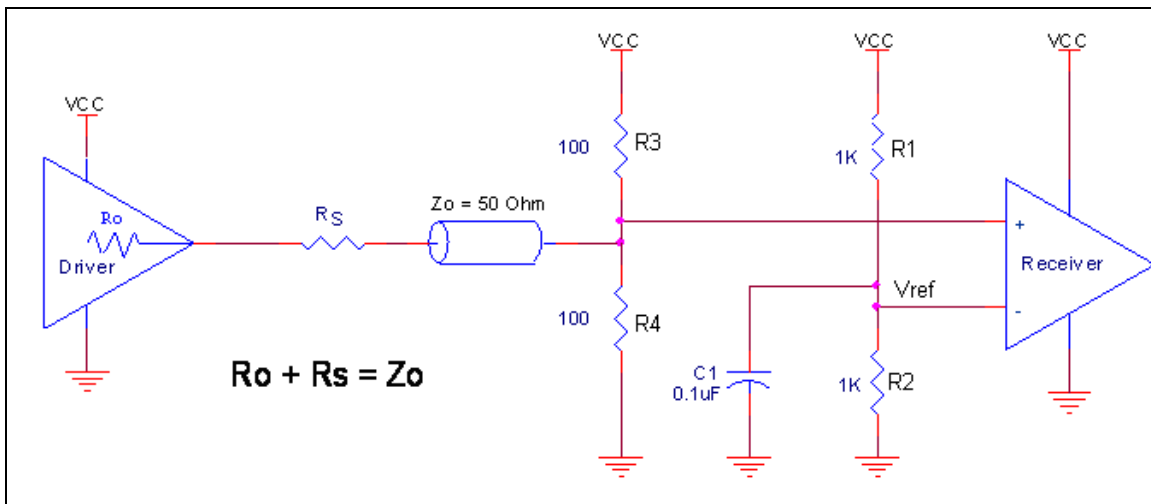 VCC
VCC
VCC
VCC
100
R3
1K
R1
Ro
Driver
RS
Zo = 50 Ohm
+
Receiver
-
Vref
100
R4
C1
0.1uF
1K
R2
Ro + Rs = Zo